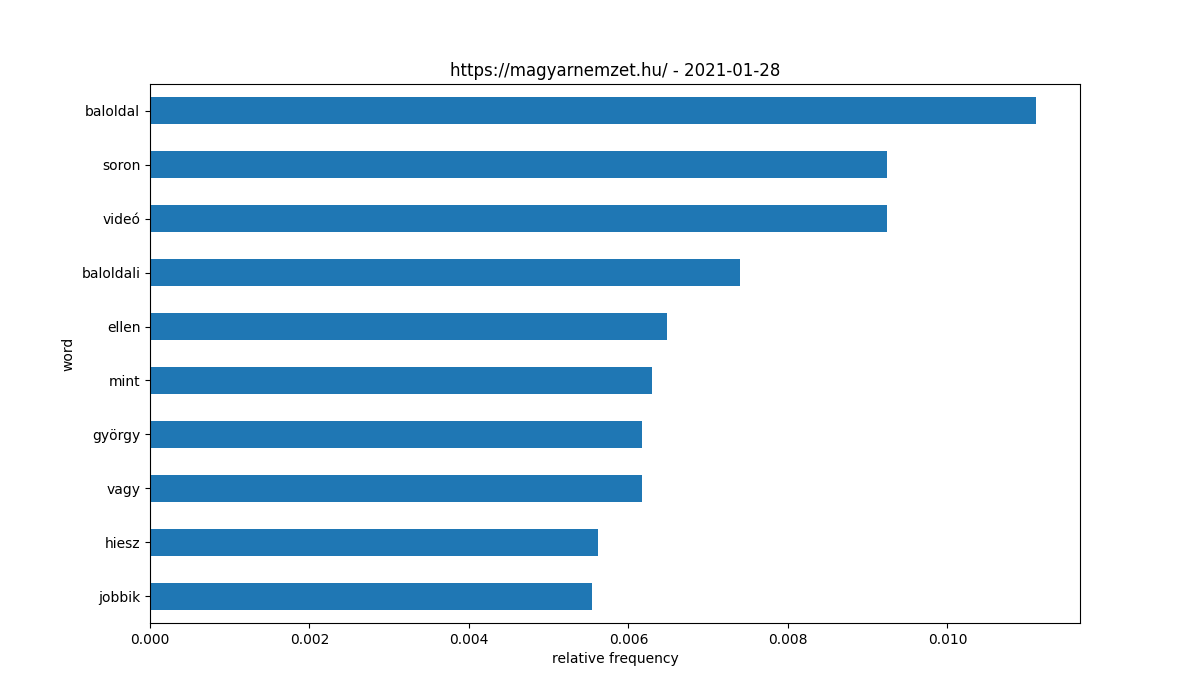 https://magyarnemzet.hu/ - 2021-01-28
baloldal
soron
videó
baloldali
ellen
mint
györgy
vagy
hiesz
jobbik
word
0.000 0.002 0.004 0.006 0.008 0.010
relative frequency